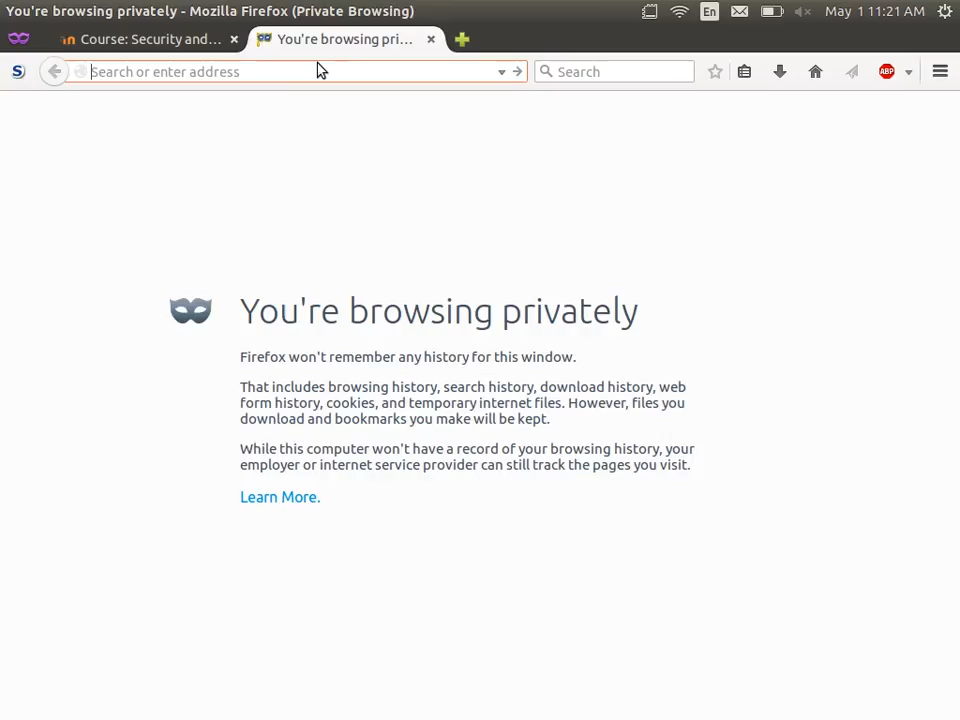 You're browsing privately - Mozilla Firefox (Private Browsing)
En
May 1 11:21 AM
Course: Security and...
You're browsing pri...
S
Search or enter address
Search
ABP
You're browsing privately
Firefox won't remember any history for this window.
That includes browsing history, search history, download history, web
form history, cookies, and temporary internet files. However, files you
download and bookmarks you make will be kept.
While this computer won't have a record of your browsing history, your
employer or internet service provider can still track the pages you visit.
Learn More.